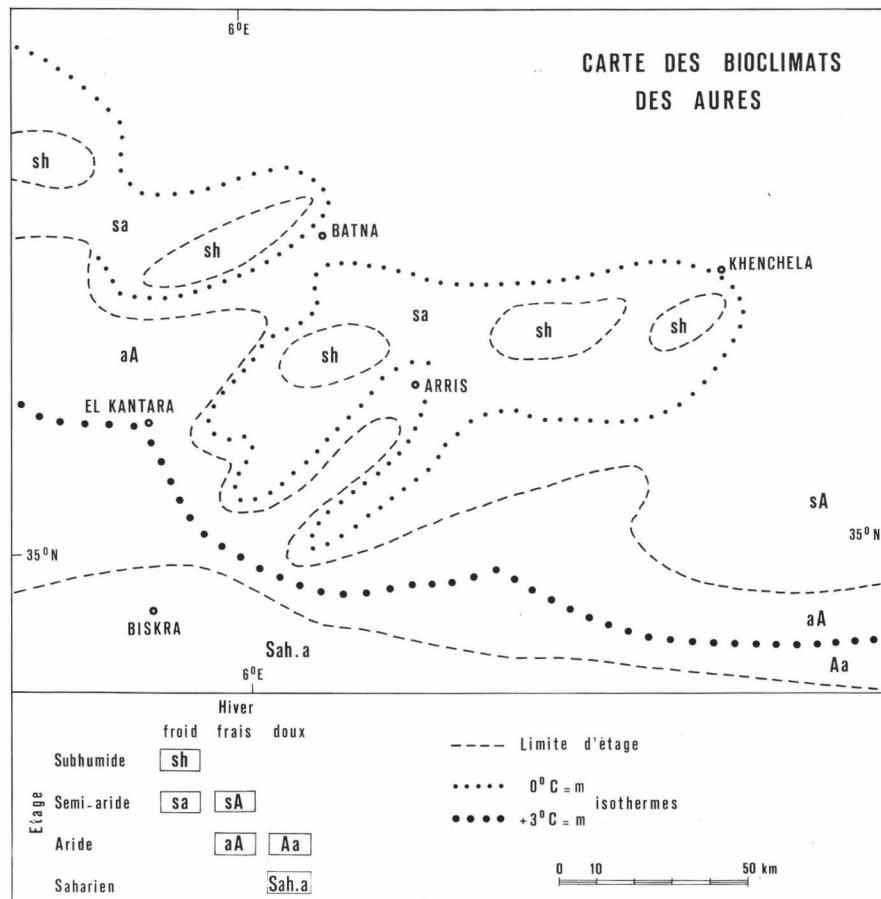 6°E
CARTE DES BIOCLIMATS
DES AURES
sh
sa
sh
BATNA
KHENCHELA
sa
sh
sh
sh
aA
ARRIS
EL KANTARA
sA
35°N
35°N
BISKRA
aA
Sah.a
Aa
6°E
Hiver
froid frais doux
Subhumide sh
Semi-aride sa sA
Aride aA Aa
Saharien Sah.a
Etage
Limite d'étage
0°C = m
isothermes
+3°C = m
0 10 50 km